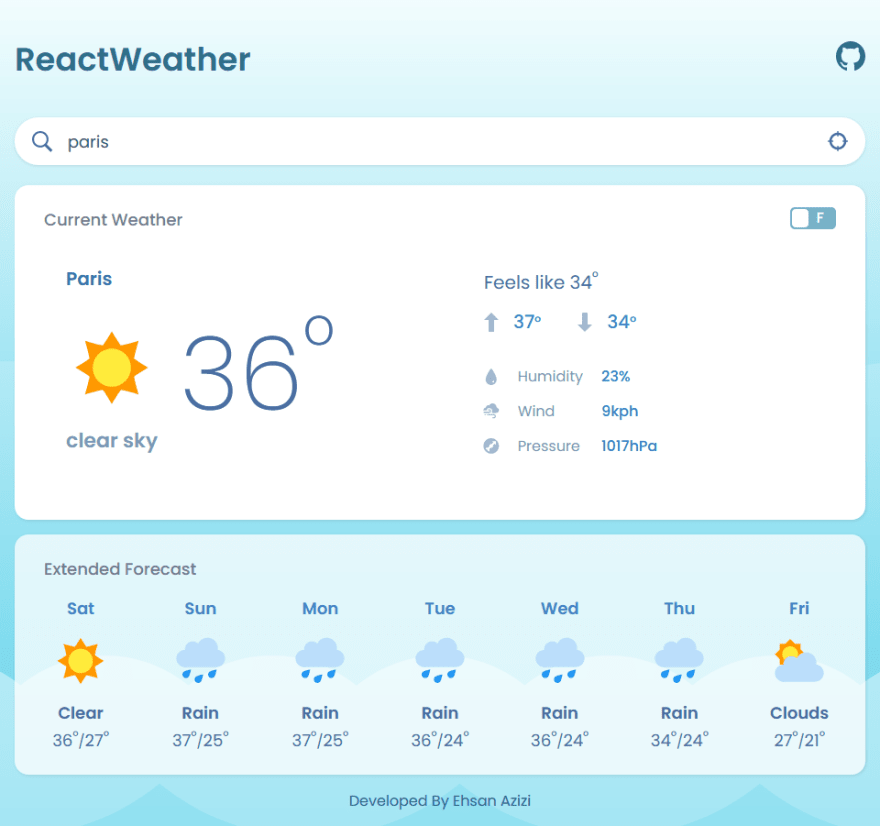 ReactWeather
paris
Current Weather
F
Paris
36°
clear sky
Feels like 34°
37° 34°
Humidity 23%
Wind 9kph
Pressure 1017hPa
Extended Forecast
Sat Sun Mon Tue Wed Thu Fri
Clear Rain Rain Rain Rain Rain Clouds
36°/27° 37°/25° 37°/25° 36°/24° 36°/24° 34°/24° 27°/21°
Developed By Ehsan Azizi